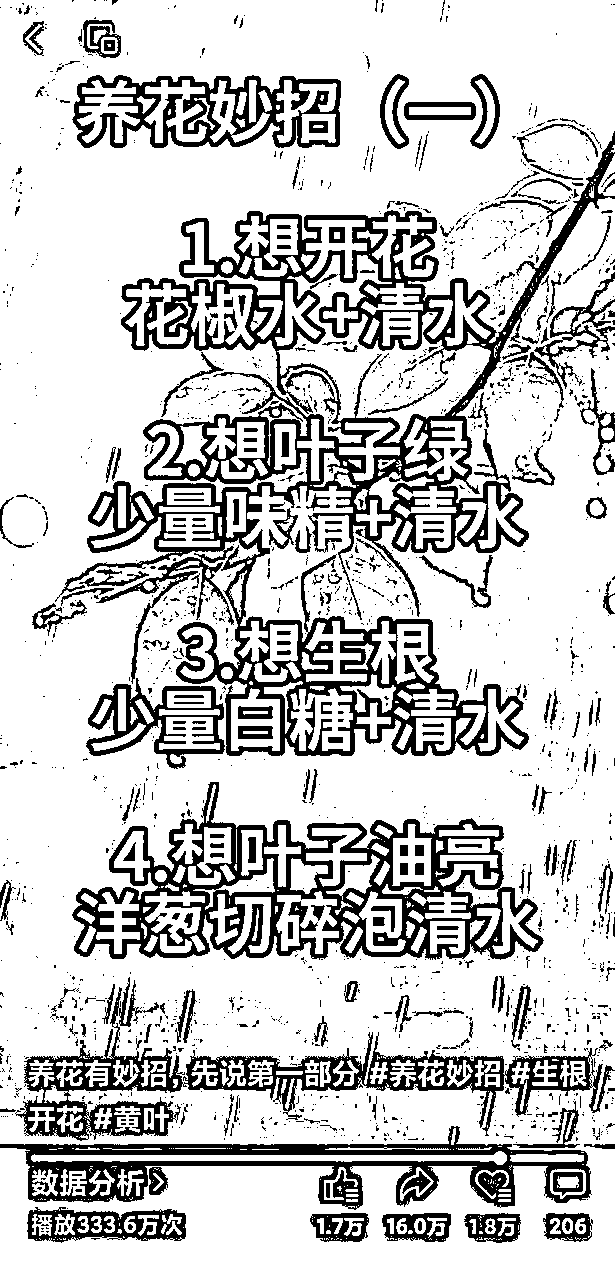 养花妙招（一）
1.想开花
花椒水+清水
2.想叶子绿
少量味精+清水
3.想生根
少量白糖+清水
4.想叶子油亮
洋葱切碎泡清水
养花有妙招，先说第一部分 #养花妙招 #生根
开花 #黄叶
数据分析>
播放333.6万次
1.7万 16.0万 1.8万 206